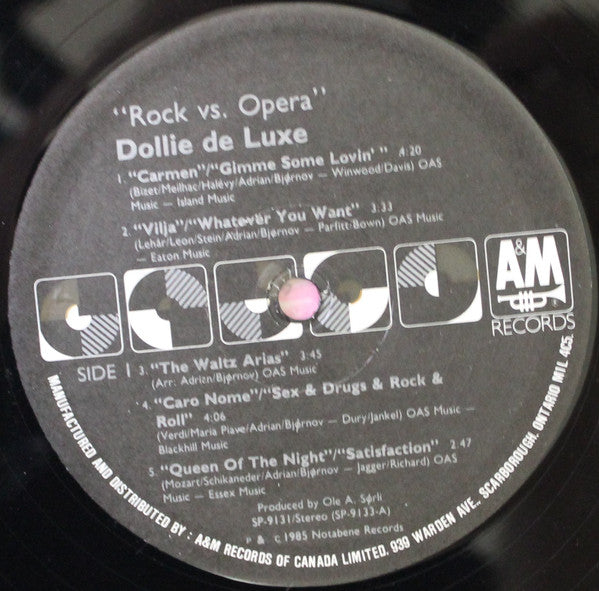 "Rock vs. Opera"
Dollie de Luxe
1. "Carmen"/"Gimme Some Lovin' " 4:20
(Bizet/Meilhac/Halévy/Adrian/Bjørnov — Winwood/Davis) OAS
Music — Island Music
2. "Vilja"/"Whatever You Want" 3:33
(Lehár/Leon/Stein/Adrian/Bjørnov — Parfitt-Bown) OAS Music
— Eaton Music
A&M
RECORDS
SIDE 1
3. "The Waltz Arias" 3:45
(Arr. Adrian/Bjørnov) OAS Music
4. "Caro Nome"/"Sex & Drugs & Rock &
Roll" 4:06
(Verdi/Maria Piave/Adrian/Bjørnov — Dury/Jankel) OAS Music —
Blackhill Music
5. "Queen Of The Night"/"Satisfaction" 2:47
(Mozart/Schikaneder/Adrian/Bjørnov — Jagger/Richard) OAS
Music — Essex Music
Produced by Ole A. Sørli
SP-9131/Stereo (SP-9133-A)
P & C 1985 Notabene Records
MANUFACTURED AND DISTRIBUTED BY : A&M RECORDS OF CANADA LIMITED. 939 WARDEN AVE., SCARBOROUGH, ONTARIO M1L 4C5.